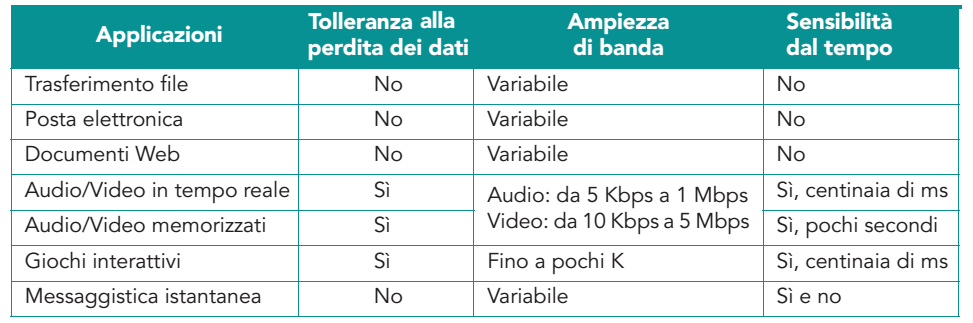 Applicazioni Tolleranza alla perdita dei dati Ampiezza di banda Sensibilità dal tempo
Trasferimento file No Variabile No
Posta elettronica No Variabile No
Documenti Web No Variabile No
Audio/Video in tempo reale Sì Audio: da 5 Kbps a 1 Mbps Sì, centinaia di ms
Audio/Video memorizzati Sì Video: da 10 Kbps a 5 Mbps Sì, pochi secondi
Giochi interattivi Sì Fino a pochi K Sì, centinaia di ms
Messaggistica istantanea No Variabile Sì e no